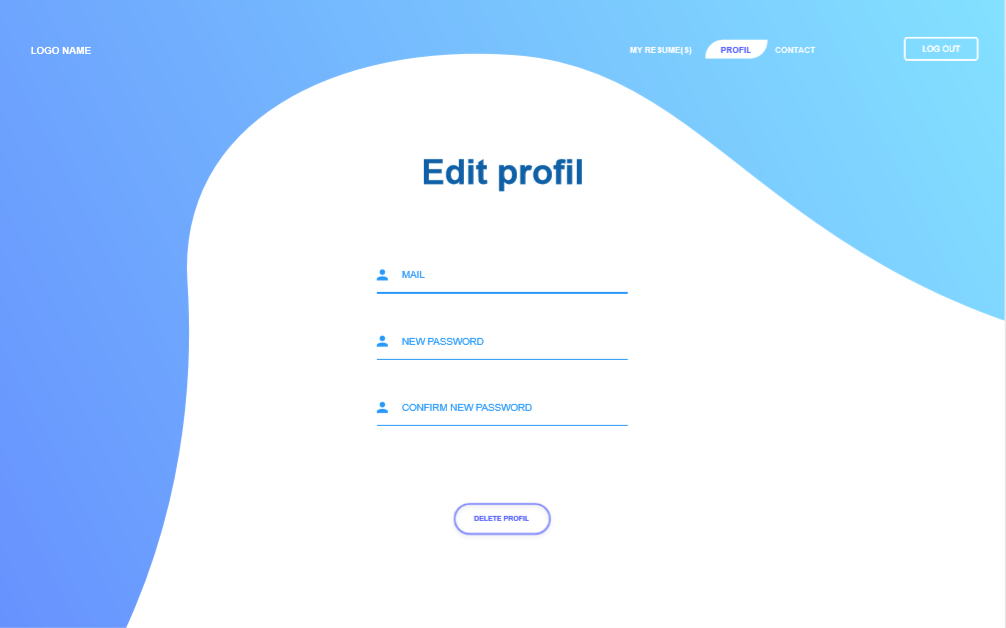 LOGO NAME
MY RESUME(S)
PROFIL
CONTACT
LOG OUT
Edit profil
MAIL
NEW PASSWORD
CONFIRM NEW PASSWORD
DELETE PROFIL